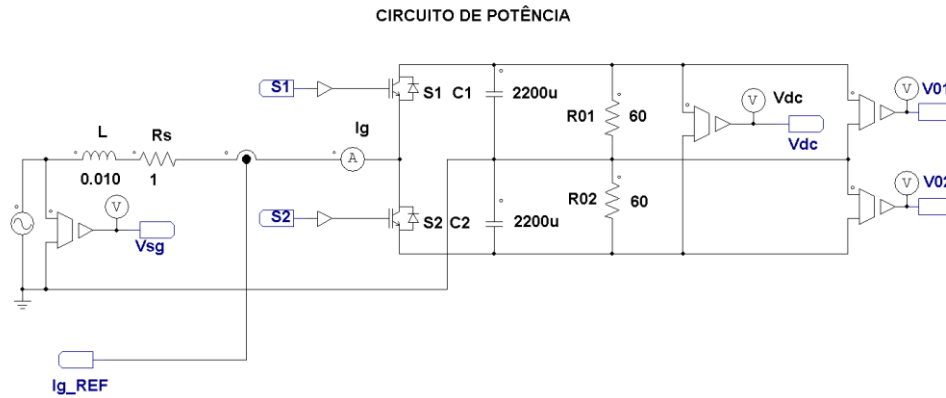 CIRCUITO DE POTÊNCIA
S1
S1 C1
2200u
R01
60
V
Vdc
Vdc
V
V01
L
Rs
Ig
A
0.010
1
V
Vsg
S2
S2 C2
2200u
R02
60
V
V02
Ig_REF